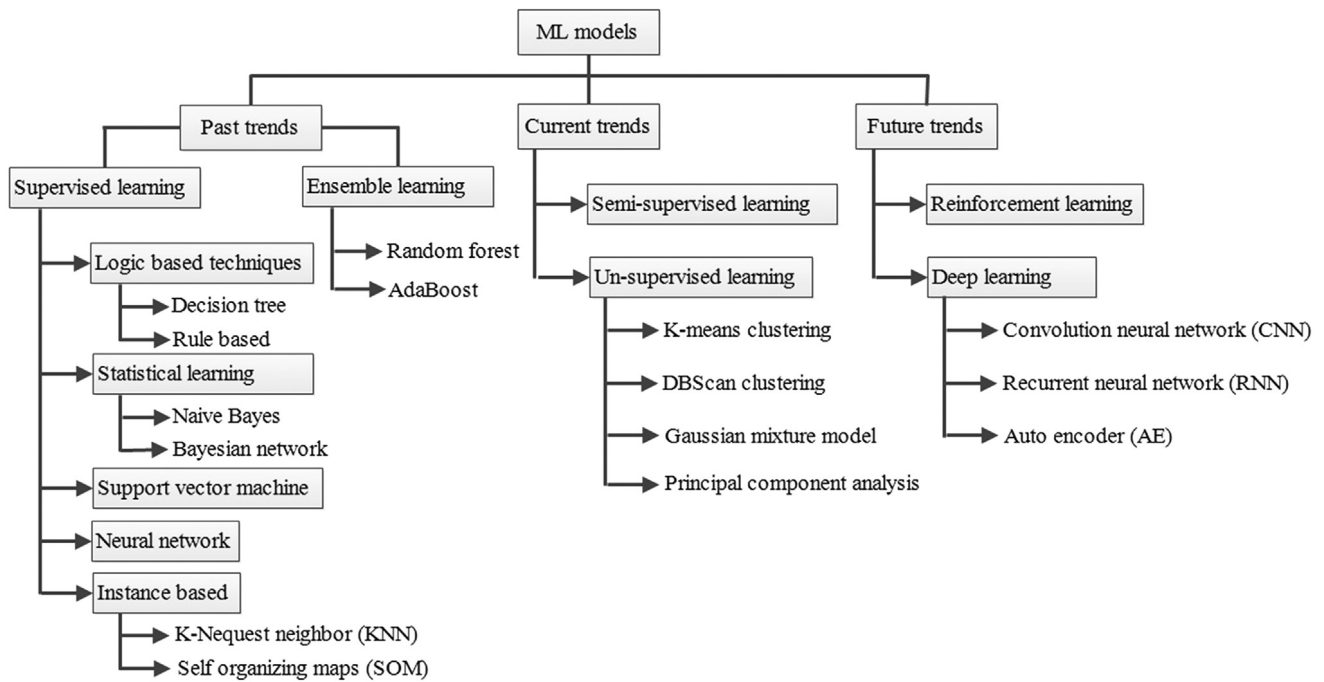 ML models
Past trends
Current trends
Future trends
Supervised learning
Ensemble learning
Logic based techniques
Decision tree
Rule based
Statistical learning
Naive Bayes
Bayesian network
Support vector machine
Neural network
Instance based
K-Nequest neighbor (KNN)
Self organizing maps (SOM)
Random forest
AdaBoost
Semi-supervised learning
Un-supervised learning
K-means clustering
DBScan clustering
Gaussian mixture model
Principal component analysis
Reinforcement learning
Deep learning
Convolution neural network (CNN)
Recurrent neural network (RNN)
Auto encoder (AE)